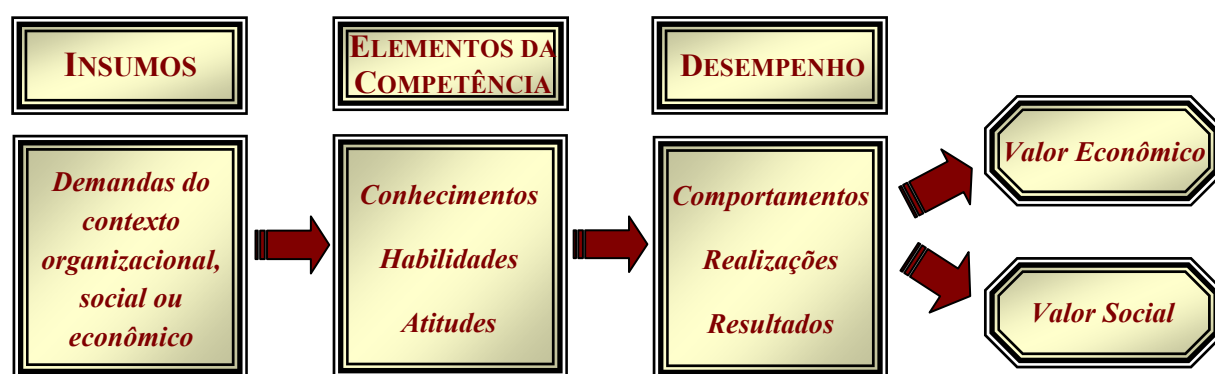 INSUMOS
ELEMENTOS DA
COMPETÊNCIA
DESEMPENHO
Demandas do
contexto
organizacional,
social ou
econômico
Conhecimentos
Habilidades
Atitudes
Comportamentos
Realizações
Resultados
Valor Econômico
Valor Social